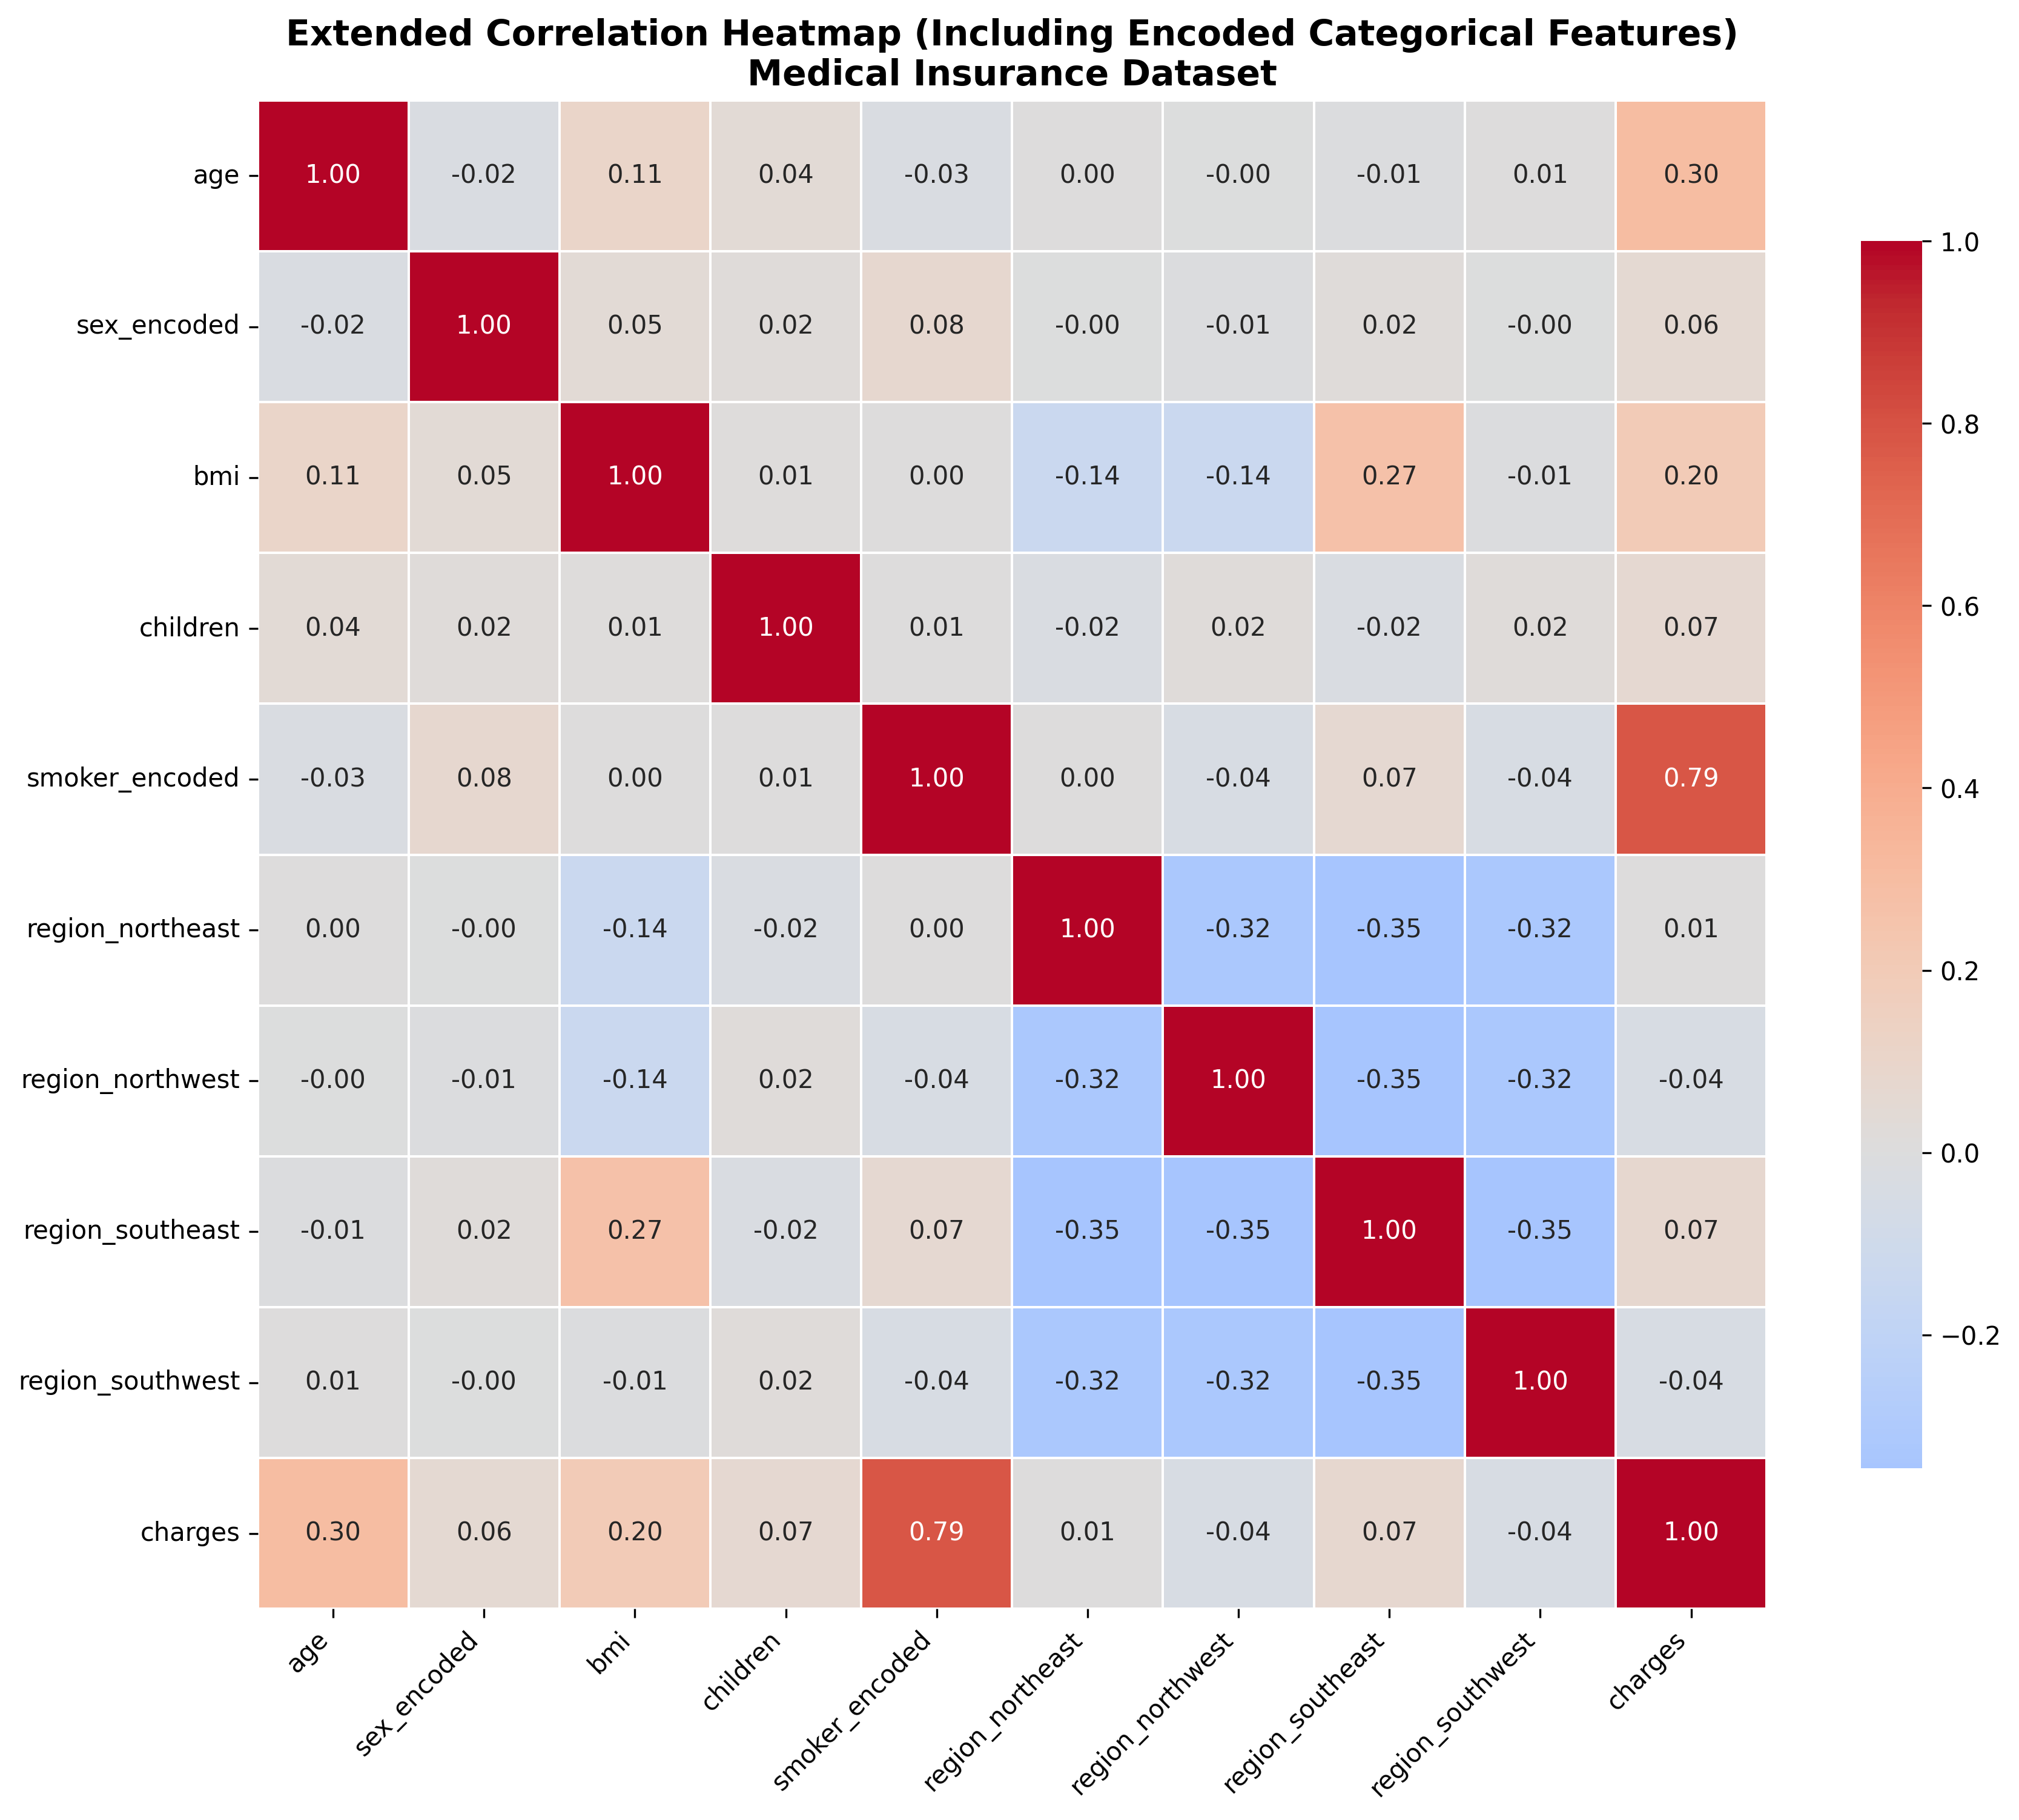 Extended Correlation Heatmap (Including Encoded Categorical Features)
Medical Insurance Dataset
age 1.00 -0.02 0.11 0.04 -0.03 0.00 -0.00 -0.01 0.01 0.30
sex_encoded -0.02 1.00 0.05 0.02 0.08 -0.00 -0.01 0.02 -0.00 0.06
bmi 0.11 0.05 1.00 0.01 0.00 -0.14 -0.14 0.27 -0.01 0.20
children 0.04 0.02 0.01 1.00 0.01 -0.02 0.02 -0.02 0.02 0.07
smoker_encoded -0.03 0.08 0.00 0.01 1.00 0.00 -0.04 0.07 -0.04 0.79
region_northeast 0.00 -0.00 -0.14 -0.02 0.00 1.00 -0.32 -0.35 -0.32 0.01
region_northwest -0.00 -0.01 -0.14 0.02 -0.04 -0.32 1.00 -0.35 -0.32 -0.04
region_southeast -0.01 0.02 0.27 -0.02 0.07 -0.35 -0.35 1.00 -0.35 0.07
region_southwest 0.01 -0.00 -0.01 0.02 -0.04 -0.32 -0.32 -0.35 1.00 -0.04
charges 0.30 0.06 0.20 0.07 0.79 0.01 -0.04 0.07 -0.04 1.00
age sex_encoded bmi children smoker_encoded region_northeast region_northwest region_southeast region_southwest charges
1.0
0.8
0.6
0.4
0.2
0.0
−0.2